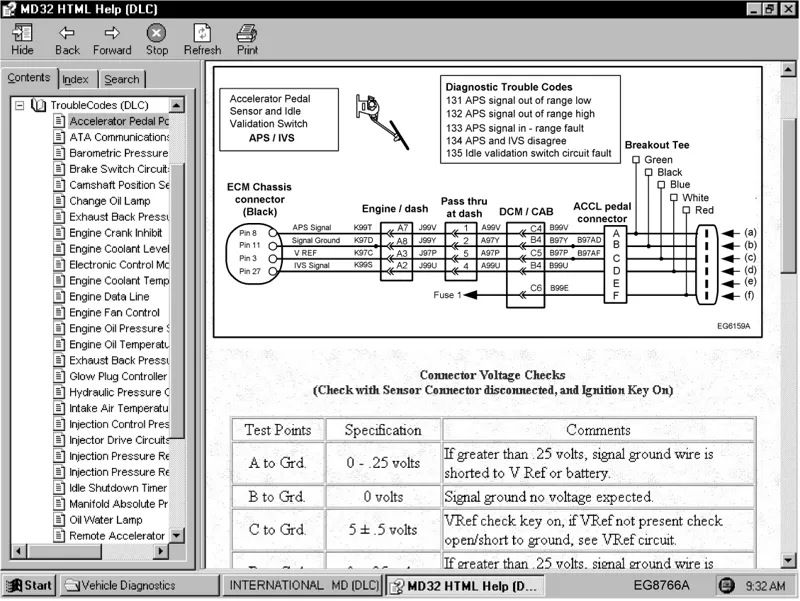 MD32 HTML Help (DLC)
Hide Back Forward Stop Refresh Print
Contents Index Search
TroubleCodes (DLC)
Accelerator Pedal Po
ATA Communications
Barometric Pressure
Brake Switch Circuit
Camshaft Position Se
Change Oil Lamp
Exhaust Back Pressu
Engine Crank Inhibit
Engine Coolant Level
Electronic Control Mo
Engine Coolant Temp
Engine Data Line
Engine Fan Control
Engine Oil Pressure S
Engine Oil Temperatu
Exhaust Back Pressu
Glow Plug Controller
Hydraulic Pressure C
Intake Air Temperatu
Injection Control Pres
Injector Drive Circuits
Injection Pressure Re
Injection Pressure Re
Idle Shutdown Timer
Manifold Absolute Pr
Oil Water Lamp
Remote Accelerator
Accelerator Pedal
Sensor and Idle
Validation Switch
APS / IVS
Diagnostic Trouble Codes
131 APS signal out of range low
132 APS signal out of range high
133 APS signal in - range fault
134 APS and IVS disagree
135 Idle validation switch circuit fault
Breakout Tee
Green
Black
Blue
White
Red
ECM Chassis
connector
(Black)
Engine / dash
Pass thru
at dash
DCM / CAB
ACCL pedal
connector
Pin 8 APS Signal K99T A7 J99V 1 A99V C4 B99V A (a)
Pin 11 Signal Ground K97D A8 J99Y 2 A97Y B4 B97Y B97AD B (b)
Pin 3 V REF K97C A3 J97P 5 A97P C5 B97P B97AF C (c)
Pin 27 IVS Signal K99S A2 J99U 4 A99U B4 B99U D (d)
E (e)
Fuse 1 C6 B99E F (f)
EG6159A
Connector Voltage Checks
(Check with Sensor Connector disconnected, and Ignition Key On)
Test Points Specification Comments
A to Grd. 0 - .25 volts If greater than .25 volts, signal ground wire is
shorted to V Ref or battery.
B to Grd. 0 volts Signal ground no voltage expected.
C to Grd. 5 ± .5 volts VRef check key on, if VRef not present check
open/short to ground, see VRef circuit.
If greater than .25 volts, signal ground wire is
Start Vehicle Diagnostics INTERNATIONAL MD (DLC) MD32 HTML Help (D... EG8766A 9:32 AM